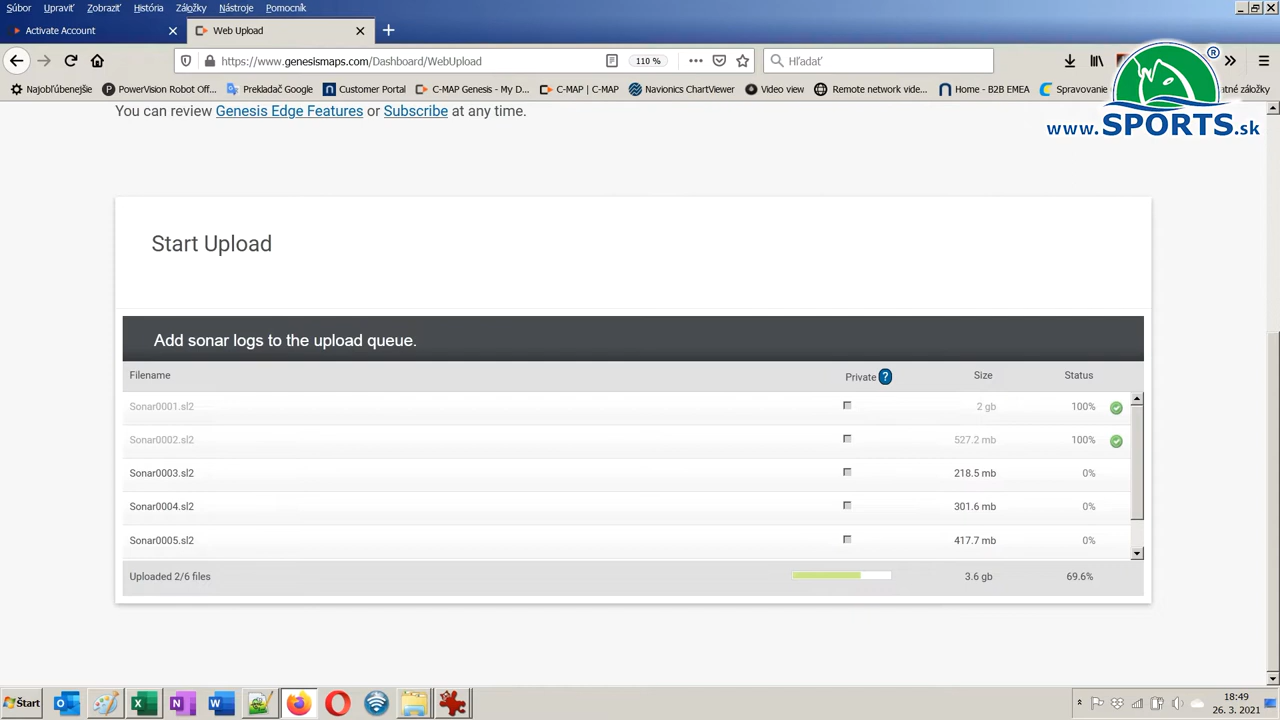 Súbor Upraviť Zobraziť História Záložky Nástroje Pomocník
Activate Account
Web Upload
https://www.genesismaps.com/Dashboard/WebUpload
110 %
Hľadať
Najobľúbenejšie PowerVision Robot Off... Prekladač Google Customer Portal C-MAP Genesis - My D... C-MAP | C-MAP Navionics ChartViewer Video view Remote network vide... Home - B2B EMEA Spravovanie
tné záložky
www.SPORTS.sk
You can review Genesis Edge Features or Subscribe at any time.
Start Upload
Add sonar logs to the upload queue.
Filename Private ? Size Status
Sonar0001.sl2 2 gb 100%
Sonar0002.sl2 527.2 mb 100%
Sonar0003.sl2 218.5 mb 0%
Sonar0004.sl2 301.6 mb 0%
Sonar0005.sl2 417.7 mb 0%
Uploaded 2/6 files 3.6 gb 69.6%
Štart
18:49
26. 3. 2021